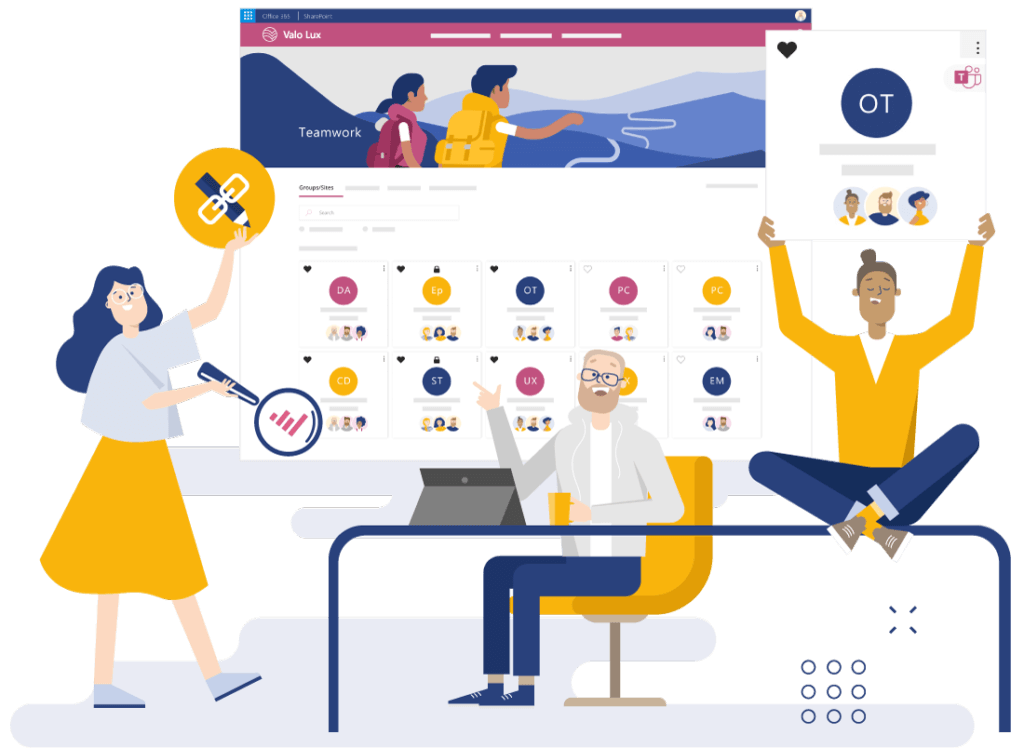 Office 365 | SharePoint
Valo Lux
Teamwork
Groups/Sites
Search
OT
DA
Ep
OT
PC
PC
CD
ST
UX
EM
T